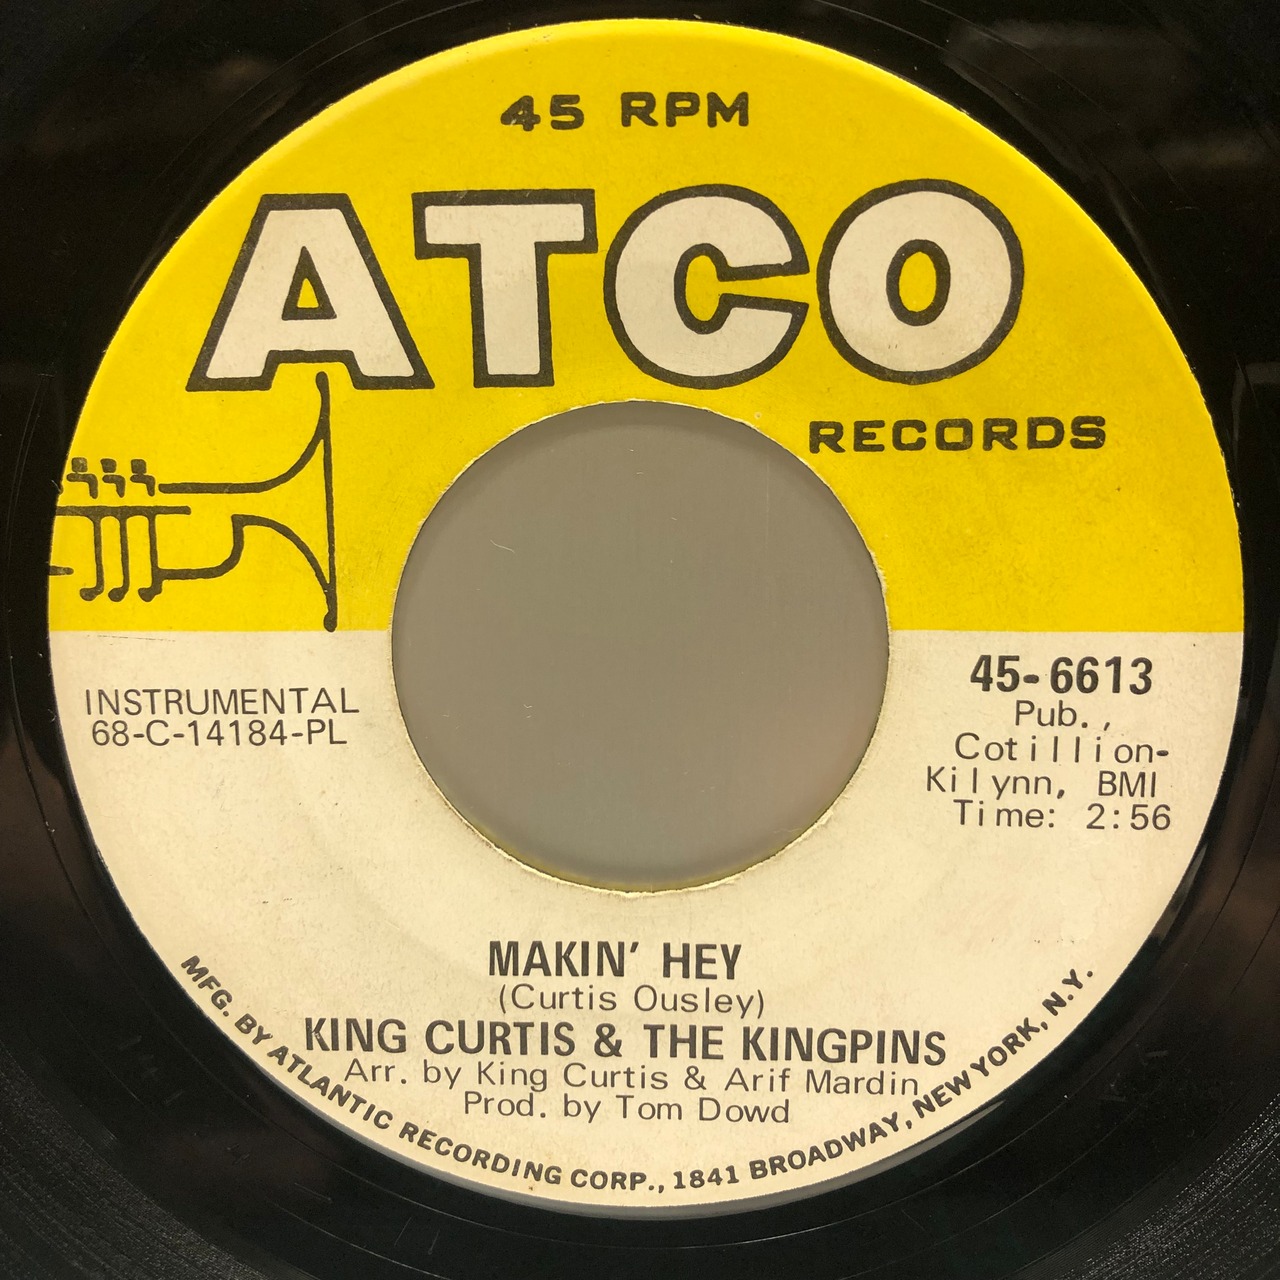 45 RPM
ATCO
RECORDS
INSTRUMENTAL
68-C-14184-PL
45-6613
Pub.,
Cotillion-
Kilynn, BMI
Time: 2:56
MAKIN' HEY
(Curtis Ousley)
KING CURTIS & THE KINGPINS
Arr. by King Curtis & Arif Mardin
Prod. by Tom Dowd
MFG. BY ATLANTIC RECORDING CORP., 1841 BROADWAY, NEW YORK, N.Y.